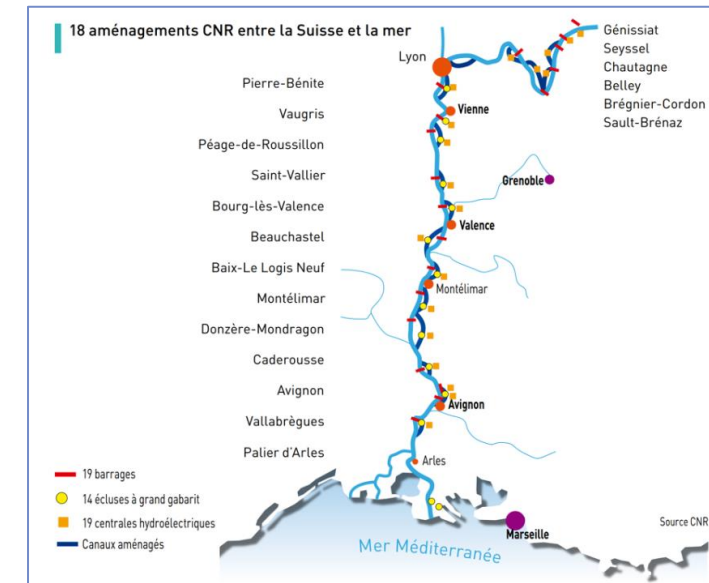 18 aménagements CNR entre la Suisse et la mer
Lyon
Génissiat
Seyssel
Chautagne
Belley
Brégnier-Cordon
Sault-Brénaz
Pierre-Bénite
Vaugris
Vienne
Péage-de-Roussillon
Saint-Vallier
Grenoble
Bourg-lès-Valence
Valence
Beauchastel
Baix-Le Logis Neuf
Montélimar
Montélimar
Donzère-Mondragon
Caderousse
Avignon
Avignon
Vallabrègues
Palier d’Arles
Arles
19 barrages
14 écluses à grand gabarit
19 centrales hydroélectriques
Canaux aménagés
Marseille
Source CNR
Mer Méditerranée